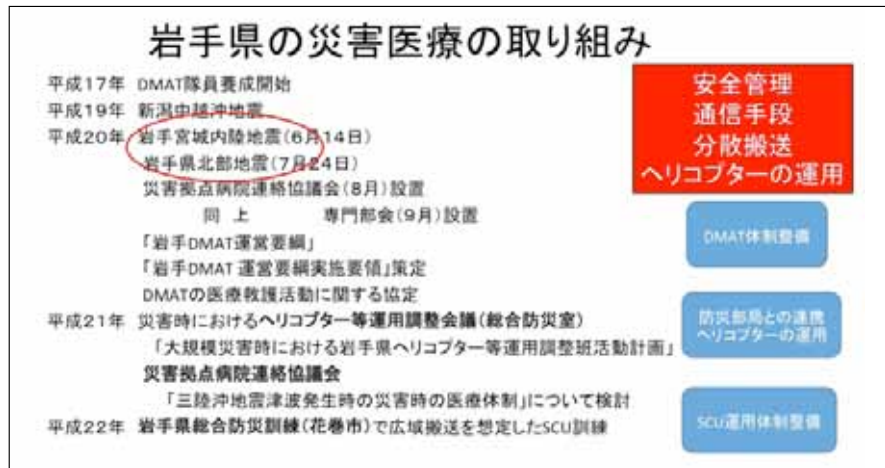 岩手県の災害医療の取り組み
平成17年 DMAT隊員養成開始
平成19年 新潟中越沖地震
平成20年 岩手宮城内陸地震(6月14日)
岩手県北部地震(7月24日)
災害拠点病院連絡協議会(8月)設置
同 上 専門部会(9月)設置
「岩手DMAT運営要綱」
「岩手DMAT 運営要綱実施要領」策定
DMATの医療救護活動に関する協定
平成21年 災害時におけるヘリコプター等運用調整会議(総合防災室)
「大規模災害時における岩手県ヘリコプター等運用調整班活動計画」
災害拠点病院連絡協議会
「三陸沖地震津波発生時の災害時の医療体制」について検討
平成22年 岩手県総合防災訓練(花巻市)で広域搬送を想定したSCU訓練
安全管理
通信手段
分散搬送
ヘリコプターの運用
DMAT体制整備
防災部局との連携
ヘリコプターの運用
SCU運用体制整備